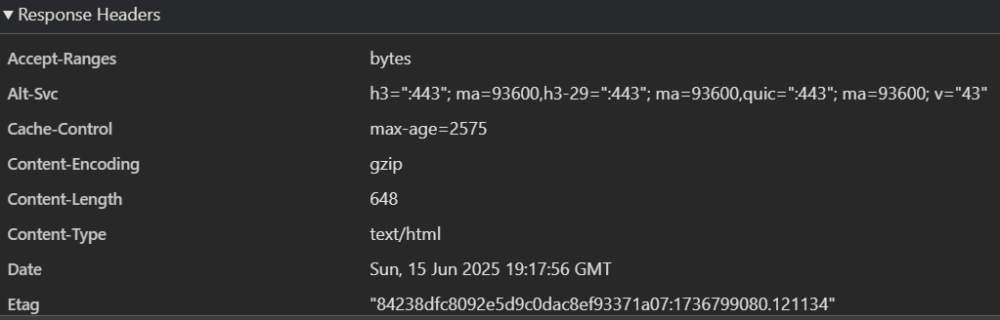 Response Headers
Accept-Ranges bytes
Alt-Svc h3=":443"; ma=93600,h3-29=":443"; ma=93600,quic=":443"; ma=93600; v="43"
Cache-Control max-age=2575
Content-Encoding gzip
Content-Length 648
Content-Type text/html
Date Sun, 15 Jun 2025 19:17:56 GMT
Etag "84238dfc8092e5d9c0dac8ef93371a07:1736799080.121134"